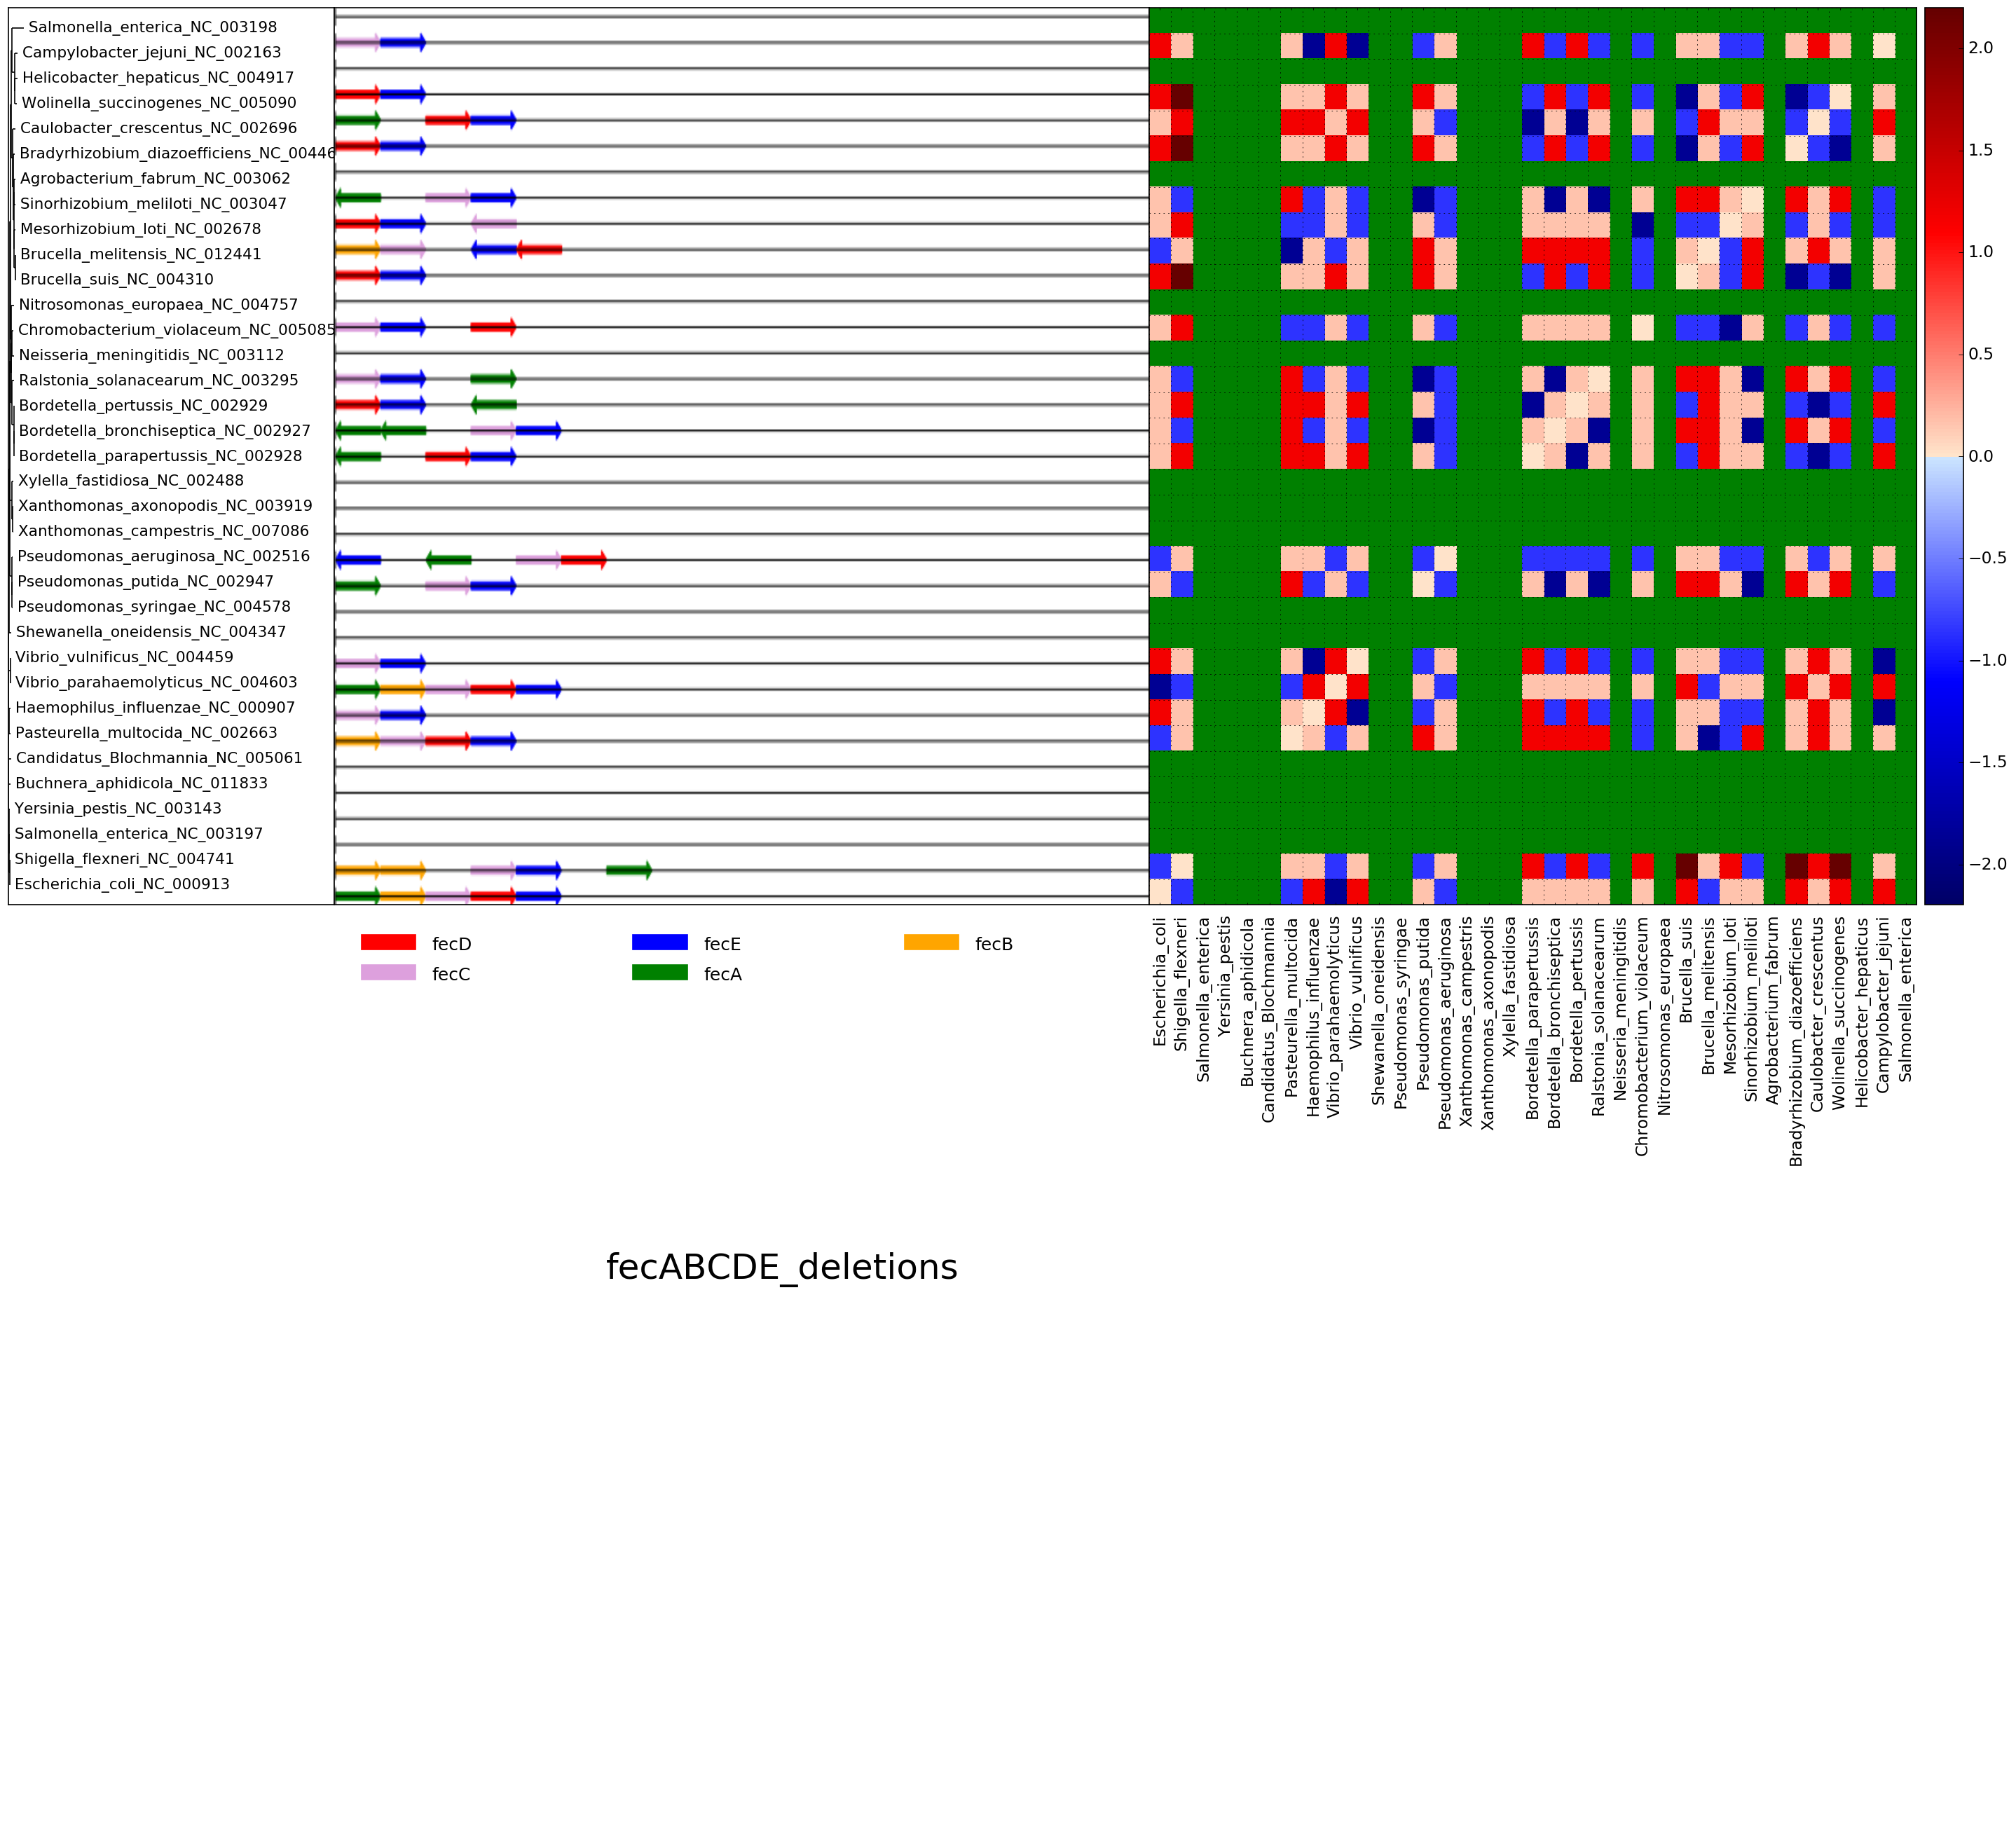 Salmonella_enterica_NC_003198
Campylobacter_jejuni_NC_002163
Helicobacter_hepaticus_NC_004917
Wolinella_succinogenes_NC_005090
Caulobacter_crescentus_NC_002696
Bradyrhizobium_diazoefficiens_NC_00446
Agrobacterium_fabrum_NC_003062
Sinorhizobium_meliloti_NC_003047
Mesorhizobium_loti_NC_002678
Brucella_melitensis_NC_012441
Brucella_suis_NC_004310
Nitrosomonas_europaea_NC_004757
Chromobacterium_violaceum_NC_005085
Neisseria_meningitidis_NC_003112
Ralstonia_solanacearum_NC_003295
Bordetella_pertussis_NC_002929
Bordetella_bronchiseptica_NC_002927
Bordetella_parapertussis_NC_002928
Xylella_fastidiosa_NC_002488
Xanthomonas_axonopodis_NC_003919
Xanthomonas_campestris_NC_007086
Pseudomonas_aeruginosa_NC_002516
Pseudomonas_putida_NC_002947
Pseudomonas_syringae_NC_004578
Shewanella_oneidensis_NC_004347
Vibrio_vulnificus_NC_004459
Vibrio_parahaemolyticus_NC_004603
Haemophilus_influenzae_NC_000907
Pasteurella_multocida_NC_002663
Candidatus_Blochmannia_NC_005061
Buchnera_aphidicola_NC_011833
Yersinia_pestis_NC_003143
Salmonella_enterica_NC_003197
Shigella_flexneri_NC_004741
Escherichia_coli_NC_000913
2.0
1.5
1.0
0.5
0.0
−0.5
−1.0
−1.5
−2.0
fecD
fecE
fecB
fecC
fecA
Escherichia_coli
Shigella_flexneri
Salmonella_enterica
Yersinia_pestis
Buchnera_aphidicola
Candidatus_Blochmannia
Pasteurella_multocida
Haemophilus_influenzae
Vibrio_parahaemolyticus
Vibrio_vulnificus
Shewanella_oneidensis
Pseudomonas_syringae
Pseudomonas_putida
Pseudomonas_aeruginosa
Xanthomonas_campestris
Xanthomonas_axonopodis
Xylella_fastidiosa
Bordetella_parapertussis
Bordetella_bronchiseptica
Bordetella_pertussis
Ralstonia_solanacearum
Neisseria_meningitidis
Chromobacterium_violaceum
Nitrosomonas_europaea
Brucella_suis
Brucella_melitensis
Mesorhizobium_loti
Sinorhizobium_meliloti
Agrobacterium_fabrum
Bradyrhizobium_diazoefficiens
Caulobacter_crescentus
Wolinella_succinogenes
Helicobacter_hepaticus
Campylobacter_jejuni
Salmonella_enterica
fecABCDE_deletions